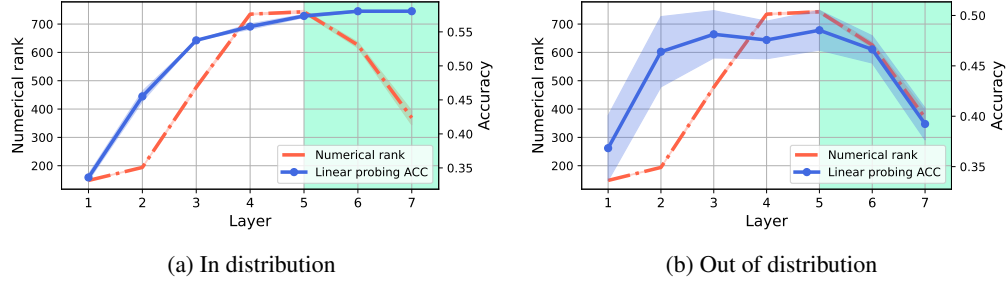 700
600
500
400
300
200
Numerical rank
0.55
0.50
0.45
0.40
0.35
Accuracy
Numerical rank
Linear probing ACC
1 2 3 4 5 6 7
Layer
(a) In distribution
700
600
500
400
300
200
Numerical rank
0.50
0.45
0.40
0.35
Accuracy
Numerical rank
Linear probing ACC
1 2 3 4 5 6 7
Layer
(b) Out of distribution